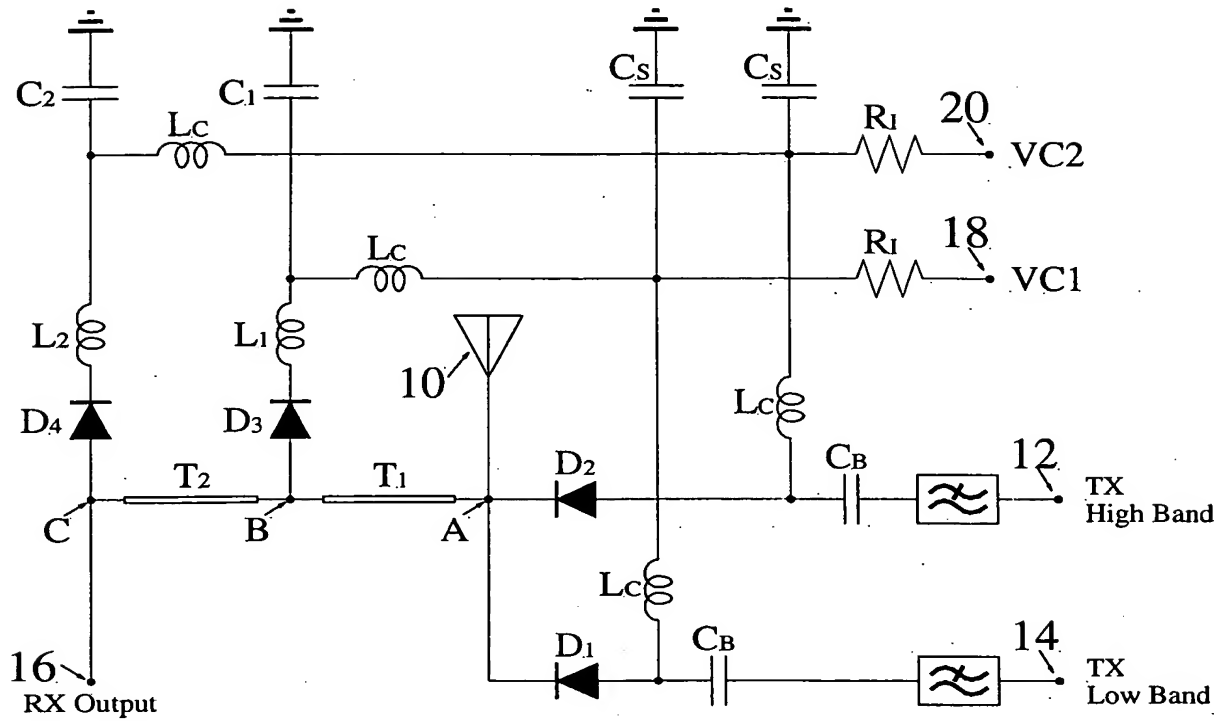 C2
C1
CS
CS
LC
RI
20
VC2
LC
RI
18
VC1
L2
L1
10
LC
D4
D3
T2
T1
D2
CB
12
TX
High Band
C
B
A
LC
D1
CB
14
TX
Low Band
16
RX Output